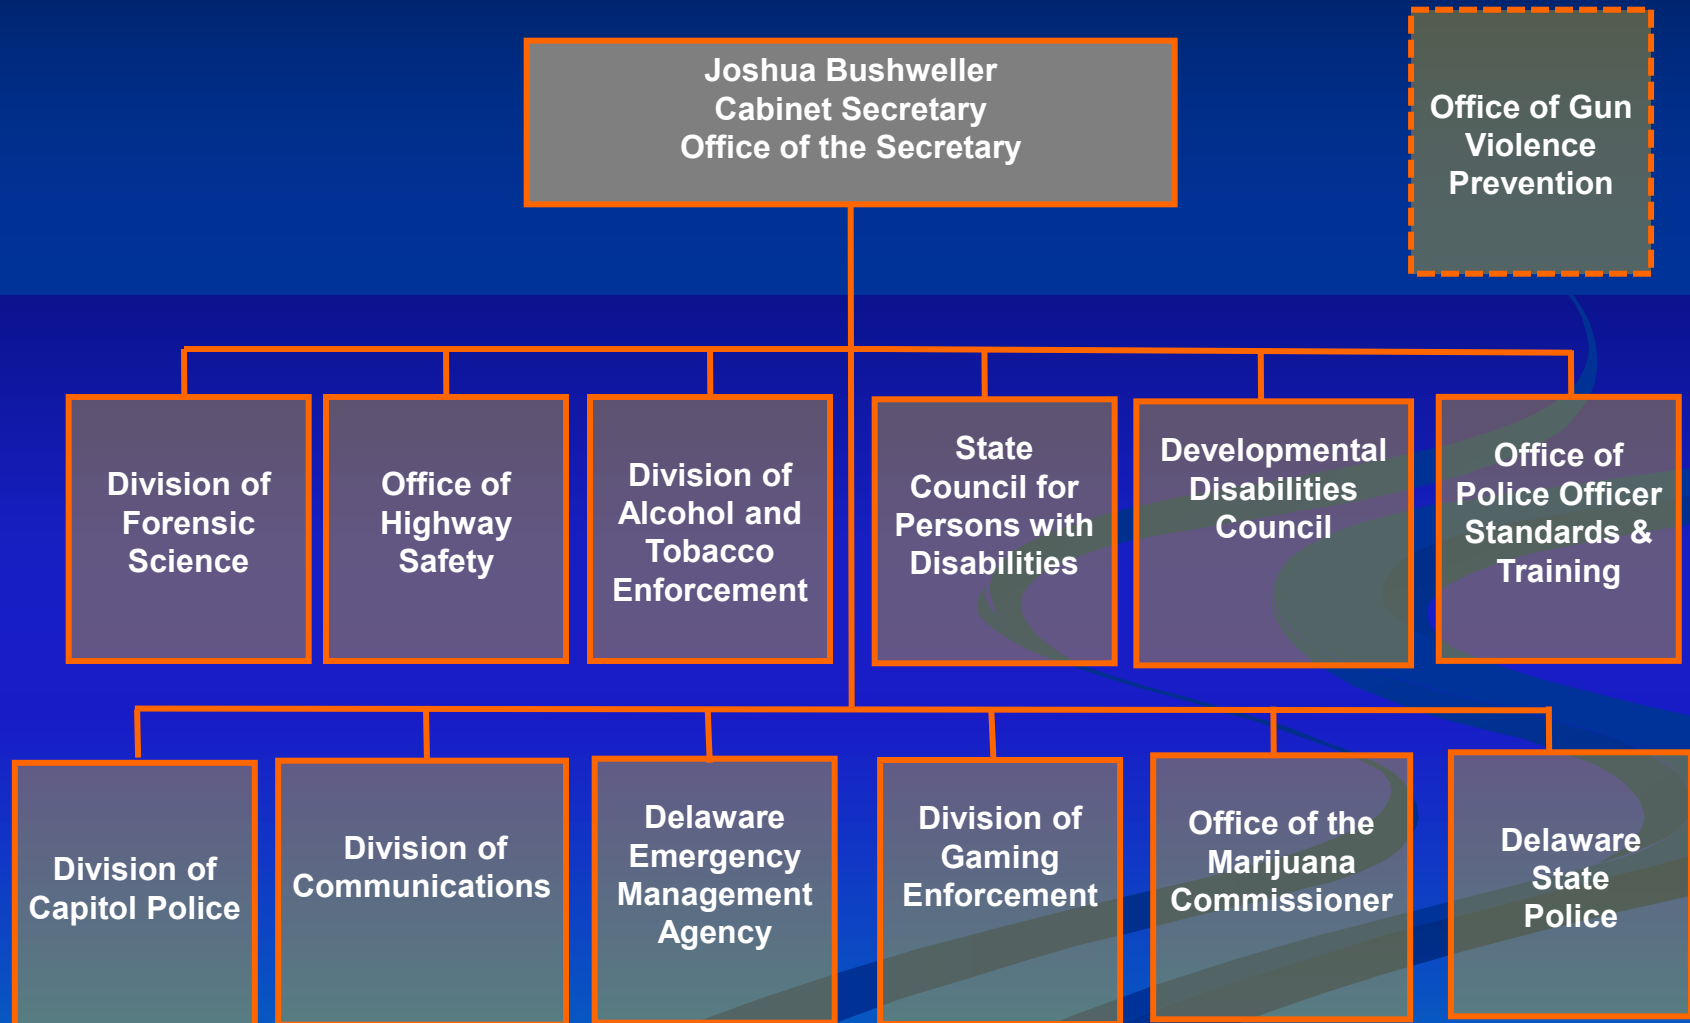 Joshua Bushweller
Cabinet Secretary
Office of the Secretary
Office of Gun
Violence
Prevention
Division of
Forensic
Science
Office of
Highway
Safety
Division of
Alcohol and
Tobacco
Enforcement
State
Council for
Persons with
Disabilities
Developmental
Disabilities
Council
Office of
Police Officer
Standards &
Training
Division of
Capitol Police
Division of
Communications
Delaware
Emergency
Management
Agency
Division of
Gaming
Enforcement
Office of the
Marijuana
Commissioner
Delaware
State
Police